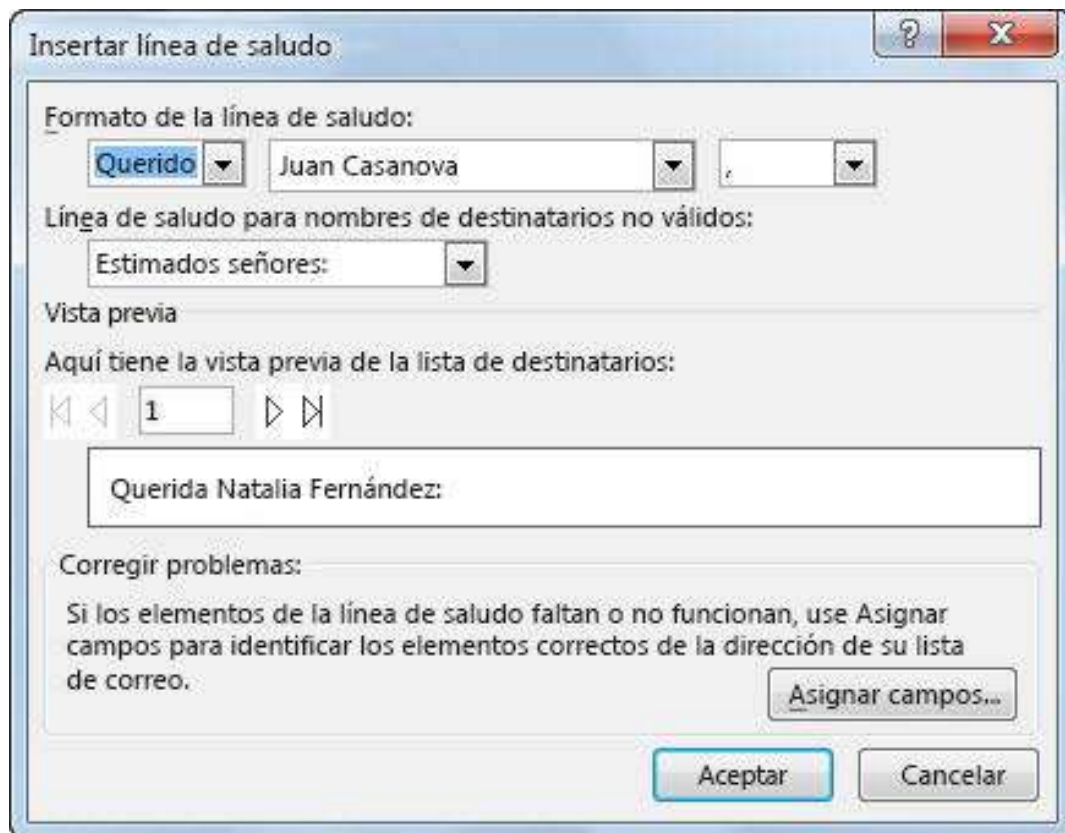 Insertar línea de saludo
Formato de la línea de saludo:
Querido Juan Casanova ,
Línea de saludo para nombres de destinatarios no válidos:
Estimados señores:
Vista previa
Aquí tiene la vista previa de la lista de destinatarios:
1
Querida Natalia Fernández:
Corregir problemas:
Si los elementos de la línea de saludo faltan o no funcionan, use Asignar
campos para identificar los elementos correctos de la dirección de su lista
de correo.
Asignar campos...
Aceptar Cancelar